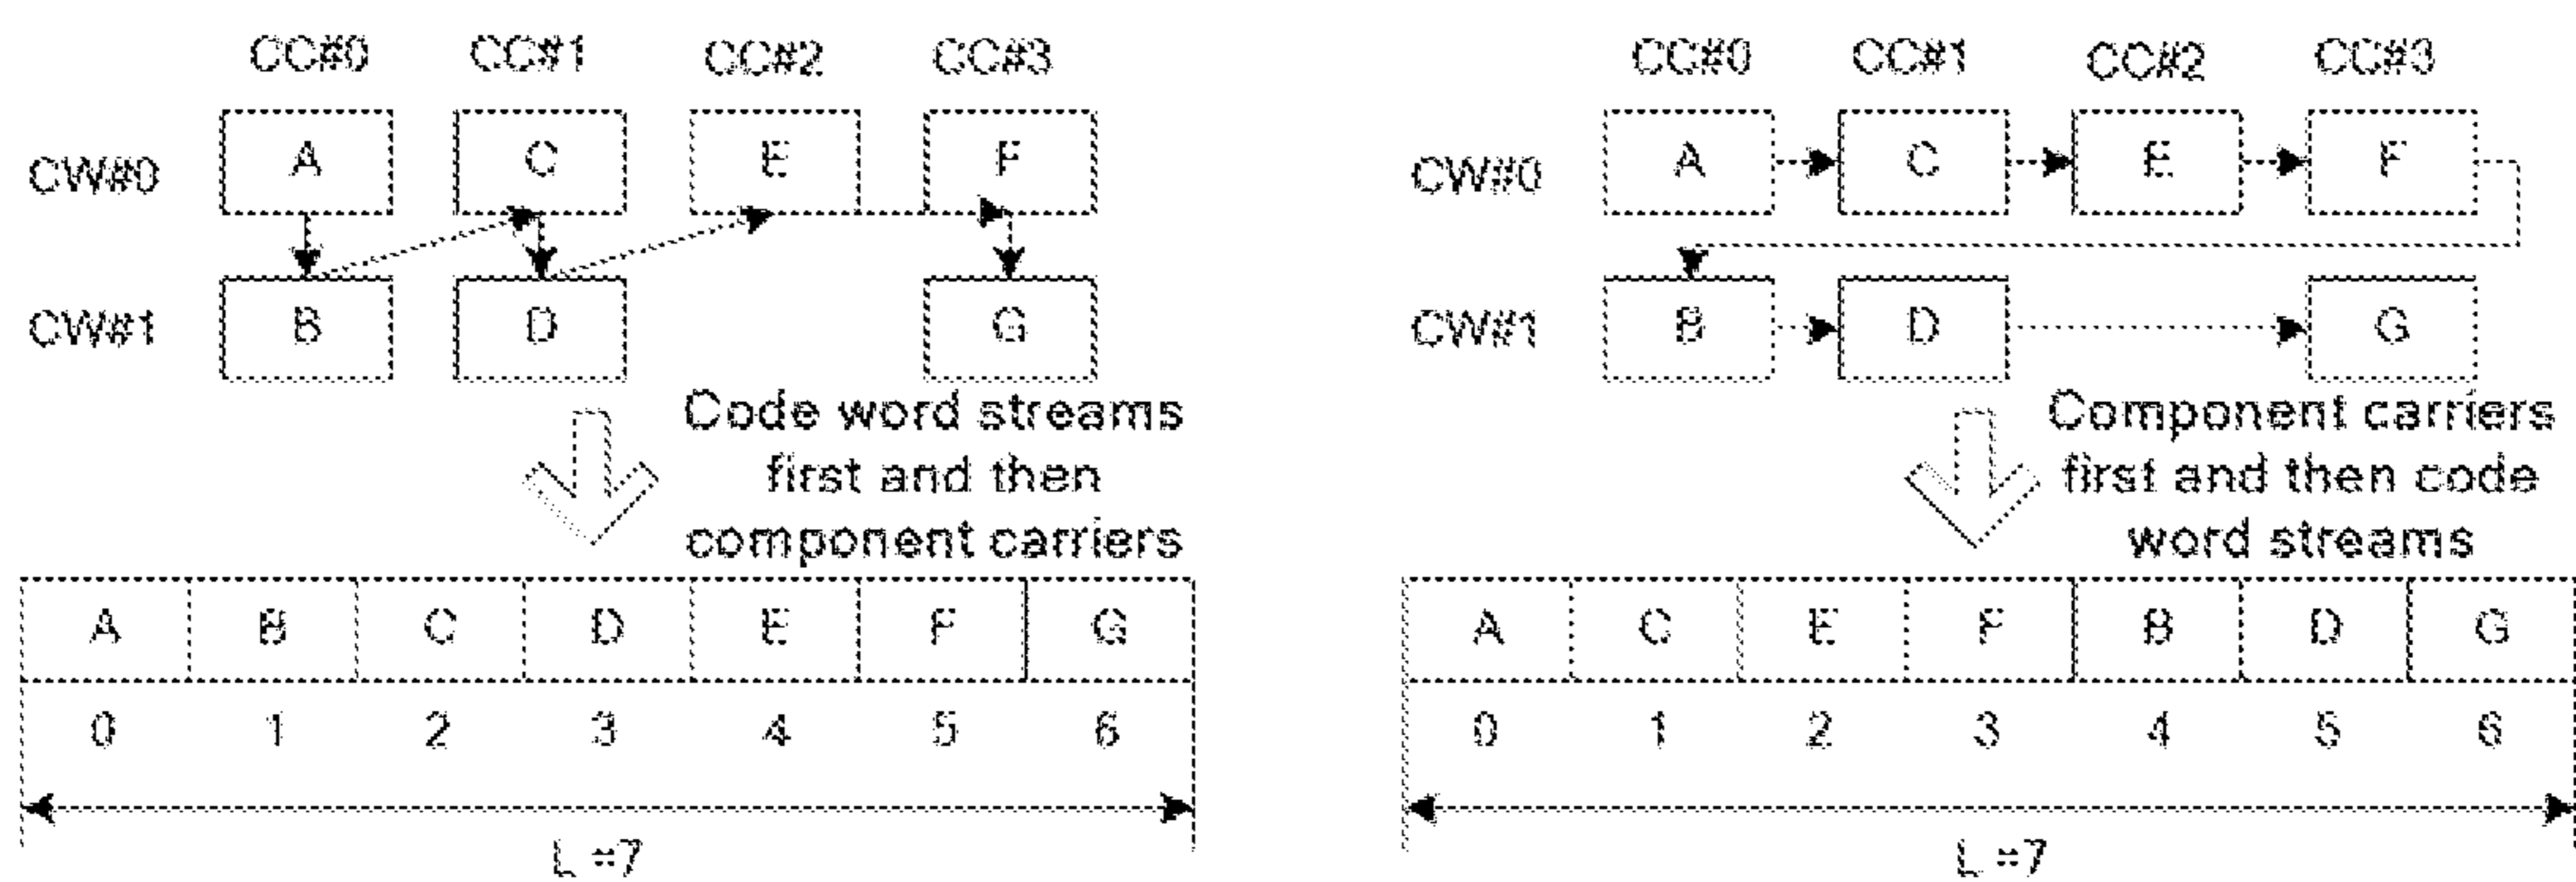 CC#0 CC#1 CC#2 CC#3
CW#0 A C E F
CW#1 B D G
Code word streams
first and then
component carriers
A B C D E F G
0 1 2 3 4 5 6
L=7
CC#0 CC#1 CC#2 CC#3
CW#0 A C E F
CW#1 B D G
Component carriers
first and then code
word streams
A C E F B D G
0 1 2 3 4 5 6
L=7